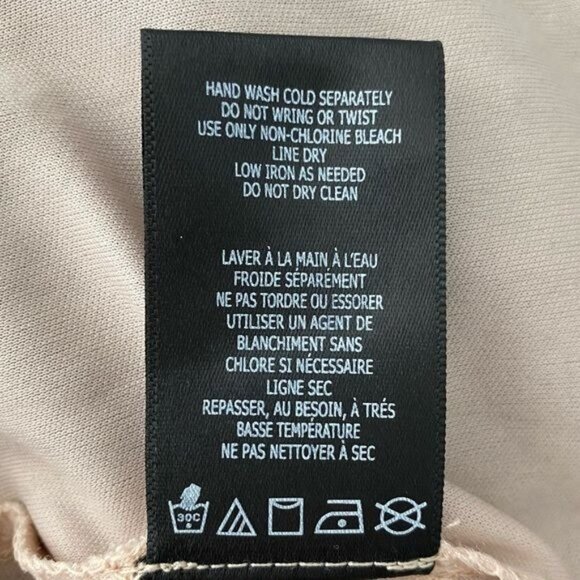 HAND WASH COLD SEPARATELY
DO NOT WRING OR TWIST
USE ONLY NON-CHLORINE BLEACH
LINE DRY
LOW IRON AS NEEDED
DO NOT DRY CLEAN
LAVER À LA MAIN À L'EAU
FROIDE SÉPARÉMENT
NE PAS TORDRE OU ESSORER
UTILISER UN AGENT DE
BLANCHIMENT SANS
CHLORE SI NÉCESSAIRE
LIGNE SEC
REPASSER, AU BESOIN, À TRÉS
BASSE TEMPÉRATURE
NE PAS NETTOYER À SEC
30C